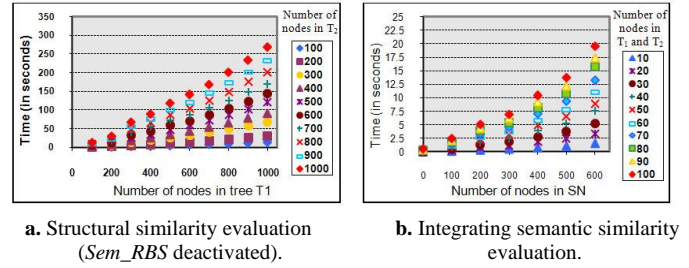 Number of
nodes in T2
350
300
250
200
150
100
50
0
Time (in seconds)
0 200 400 600 800 1000
Number of nodes in tree T1
100
200
300
400
500
600
700
800
900
1000
a. Structural similarity evaluation
(Sem_RBS deactivated).
Number of
nodes in
T1 and T2
25
22.5
20
17.5
15
12.5
10
7.5
5
2.5
0
Time (in seconds)
0 100 200 300 400 500 600
Number of nodes in SN
10
20
30
40
50
60
70
80
90
100
b. Integrating semantic similarity
evaluation.